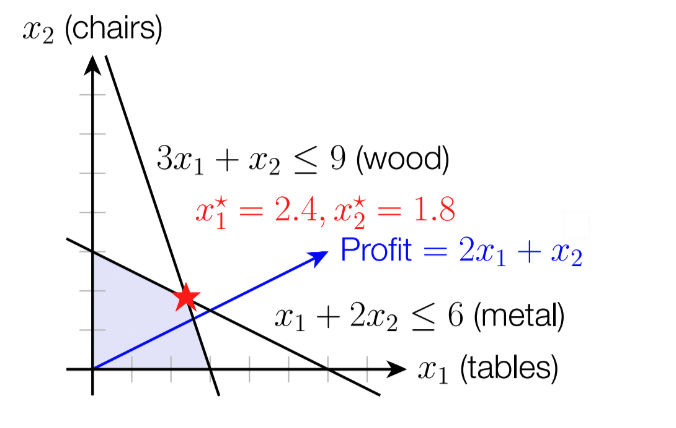 x₂ (chairs)
3x₁ + x₂ ≤ 9 (wood)
x₁⋆ = 2.4, x₂⋆ = 1.8
Profit = 2x₁ + x₂
x₁ + 2x₂ ≤ 6 (metal)
x₁ (tables)